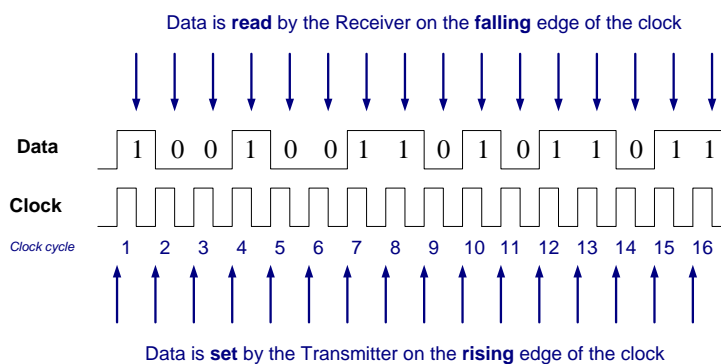 Data is read by the Receiver on the falling edge of the clock
Data 1 0 0 1 0 0 1 1 0 1 0 1 1 0 1 1
Clock
Clock cycle 1 2 3 4 5 6 7 8 9 10 11 12 13 14 15 16
Data is set by the Transmitter on the rising edge of the clock